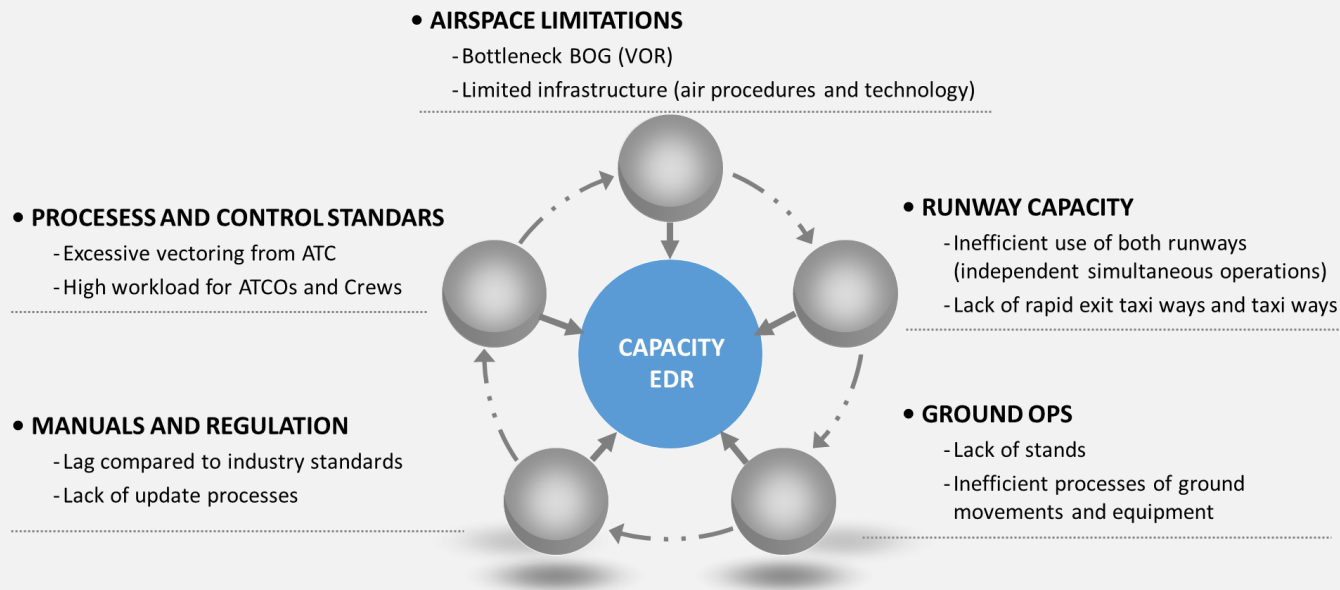 • AIRSPACE LIMITATIONS
- Bottleneck BOG (VOR)
- Limited infrastructure (air procedures and technology)
• PROCESESS AND CONTROL STANDARS
- Excessive vectoring from ATC
- High workload for ATCOs and Crews
• RUNWAY CAPACITY
- Inefficient use of both runways
(independent simultaneous operations)
- Lack of rapid exit taxi ways and taxi ways
CAPACITY
EDR
• MANUALS AND REGULATION
- Lag compared to industry standards
- Lack of update processes
• GROUND OPS
- Lack of stands
- Inefficient processes of ground
movements and equipment